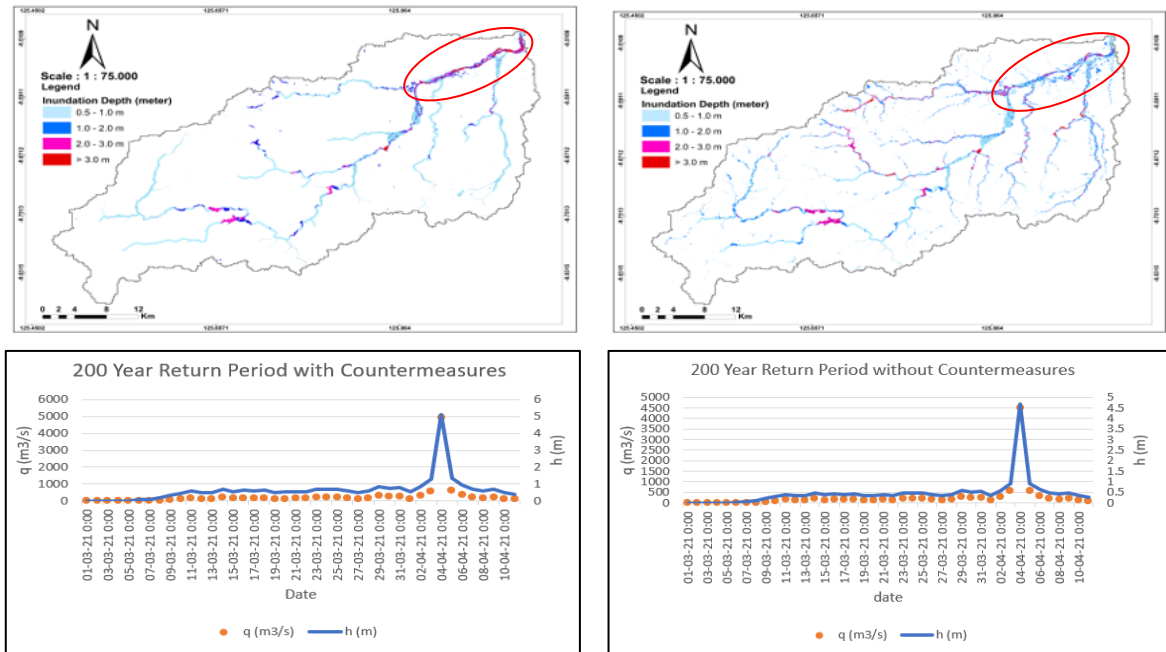 125.4502 125.6571 125.864
N
Scale : 1 : 75.000
Legend
Inundation Depth (meter)
0.5 - 1.0 m
1.0 - 2.0 m
2.0 - 3.0 m
> 3.0 m
0 2 4 8 12
Km
125.4502 125.6571 125.864
125.4502 125.6571 125.864
N
Scale : 1 : 75.000
Legend
Inundation Depth (meter)
0.5 - 1.0 m
1.0 - 2.0 m
2.0 - 3.0 m
> 3.0 m
0 2 4 8 12
Km
125.4502 125.6571 125.864
200 Year Return Period with Countermeasures
q (m3/s)
6000
5000
4000
3000
2000
1000
0
6
5
4
3
2
1
0
h (m)
01-03-21 0:00
03-03-21 0:00
05-03-21 0:00
07-03-21 0:00
09-03-21 0:00
11-03-21 0:00
13-03-21 0:00
15-03-21 0:00
17-03-21 0:00
19-03-21 0:00
21-03-21 0:00
23-03-21 0:00
25-03-21 0:00
27-03-21 0:00
29-03-21 0:00
31-03-21 0:00
02-04-21 0:00
04-04-21 0:00
06-04-21 0:00
08-04-21 0:00
10-04-21 0:00
Date
q (m3/s) h (m)
200 Year Return Period without Countermeasures
q (m3/s)
5000
4500
4000
3500
3000
2500
2000
1500
1000
500
0
5
4.5
4
3.5
3
2.5
2
1.5
1
0.5
0
h (m)
01-03-21 0:00
03-03-21 0:00
05-03-21 0:00
07-03-21 0:00
09-03-21 0:00
11-03-21 0:00
13-03-21 0:00
15-03-21 0:00
17-03-21 0:00
19-03-21 0:00
21-03-21 0:00
23-03-21 0:00
25-03-21 0:00
27-03-21 0:00
29-03-21 0:00
31-03-21 0:00
02-04-21 0:00
04-04-21 0:00
06-04-21 0:00
08-04-21 0:00
10-04-21 0:00
date
q (m3/s) h (m)